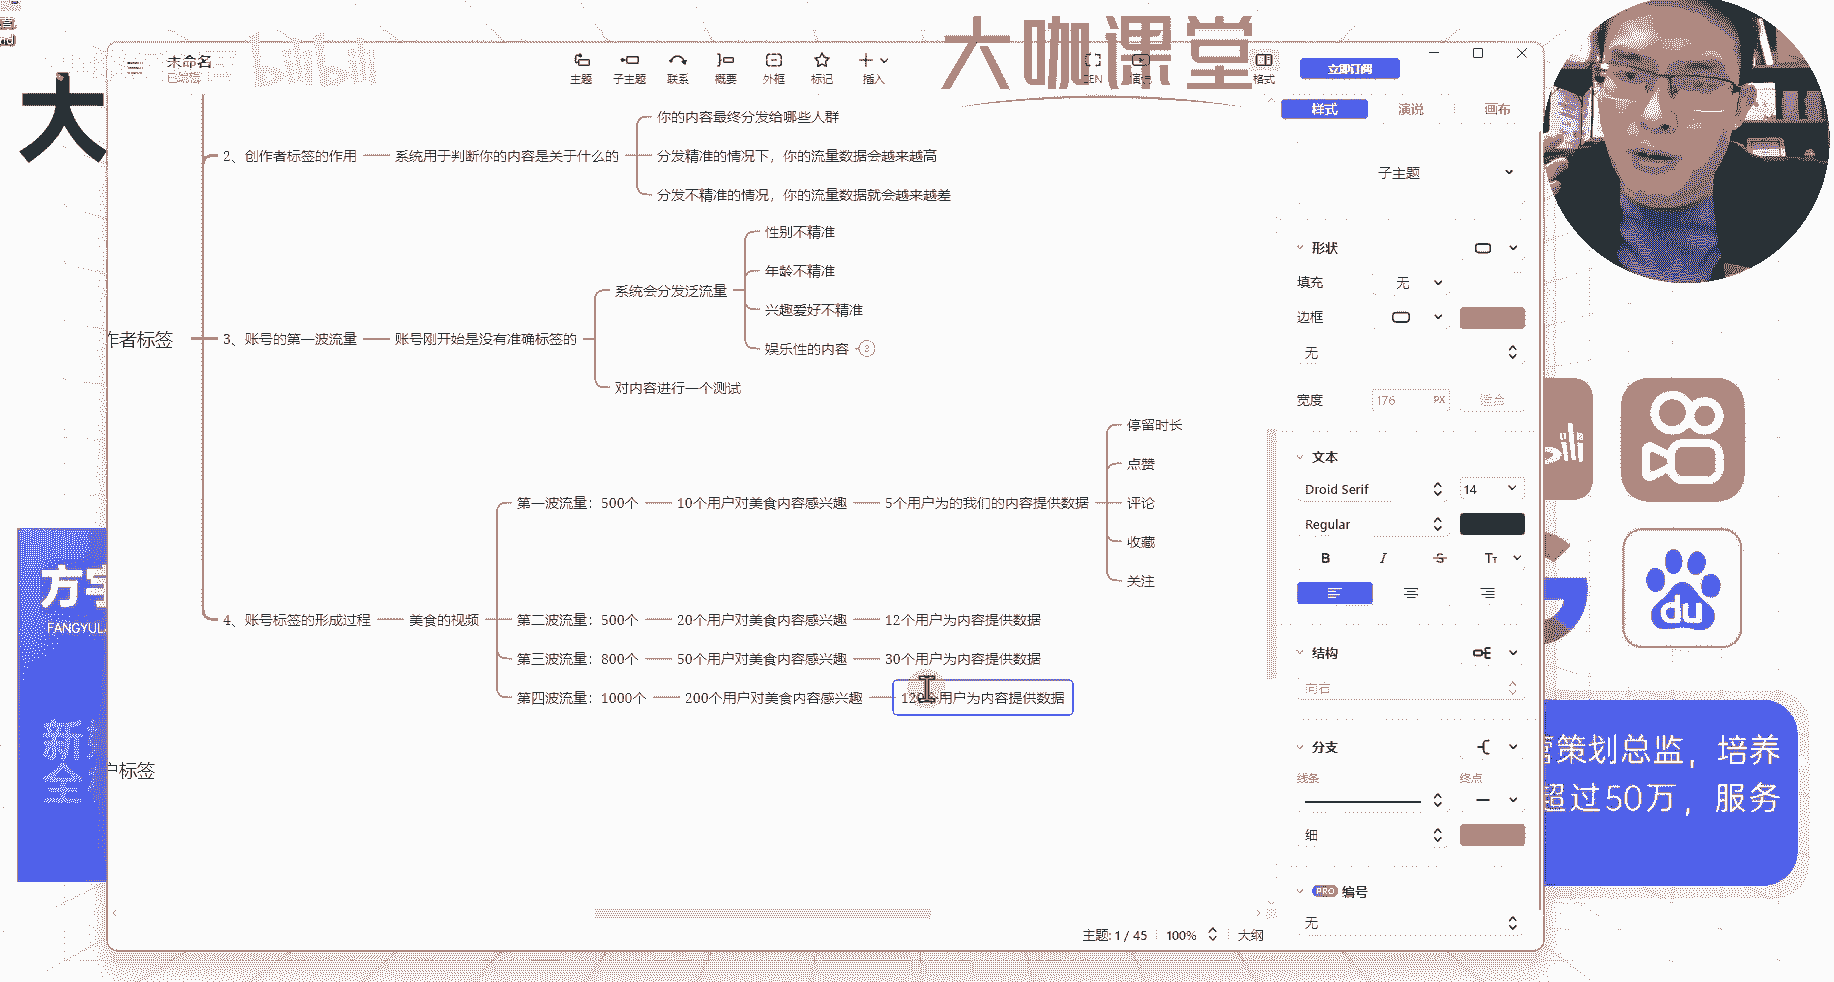 大咖课堂
bilibili
未命名
已编辑
主题
子主题
联系
概要
外框
标记
插入
ZEN
演说
格式
立即订阅
样式
演说
画布
2、创作者标签的作用
系统用于判断你的内容是关于什么的
你的内容最终分发给哪些人群
分发精准的情况下，你的流量数据会越来越高
分发不精准的情况，你的流量数据就会越来越差
作者标签
3、账号的第一波流量
账号刚开始是没有准确标签的
系统会分发泛流量
性别不精准
年龄不精准
兴趣爱好不精准
娱乐性的内容
对内容进行一个测试
4、账号标签的形成过程
美食的视频
第一波流量：500个
10个用户对美食内容感兴趣
5个用户为的我们的内容提供数据
停留时长
点赞
评论
收藏
关注
第二波流量：500个
20个用户对美食内容感兴趣
12个用户为内容提供数据
第三波流量：800个
50个用户对美食内容感兴趣
30个用户为内容提供数据
第四波流量：1000个
200个用户对美食内容感兴趣
个用户为内容提供数据
户标签
子主题
形状
填充
无
边框
无
宽度
176
PX
文本
Droid Serif
14
Regular
B
I
S
Tт
结构
向右
分支
线条
终点
细
PRO 编号
无
主题: 1 / 45
100%
大纲
大
方宇
FANGYUL
新
全
du
营策划总监，培养
超过50万，服务